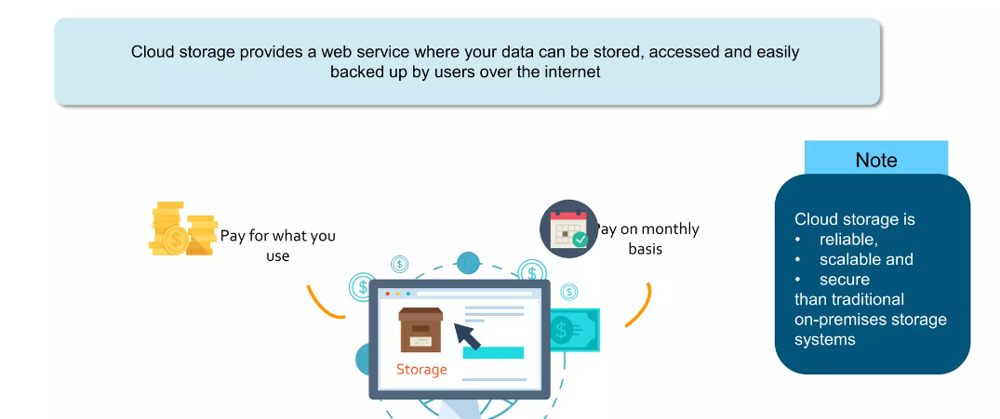 Cloud storage provides a web service where your data can be stored, accessed and easily
backed up by users over the internet
Note
Pay for what you
use
Pay on monthly
basis
Cloud storage is
• reliable,
• scalable and
• secure
than traditional
on-premises storage
systems
Storage